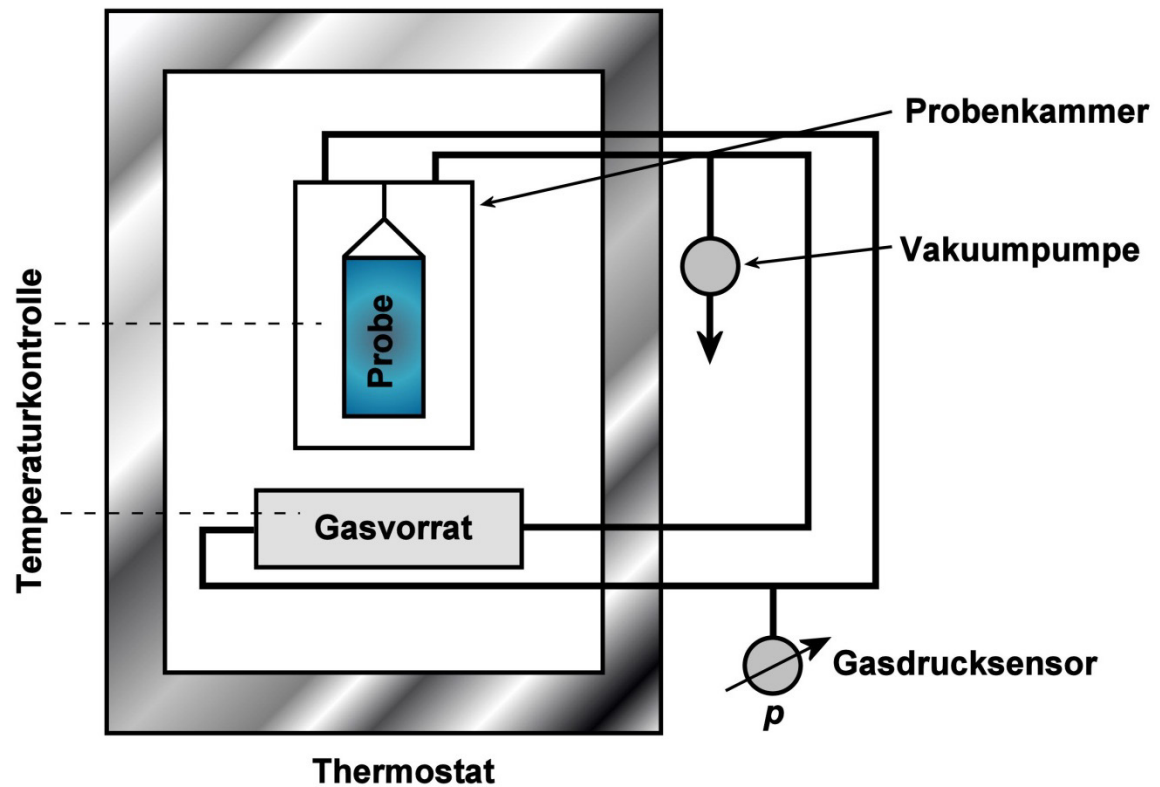 Probenkammer
Vakuumpumpe
Temperaturkontrolle
Probe
Gasvorrat
Gasdrucksensor
p
Thermostat